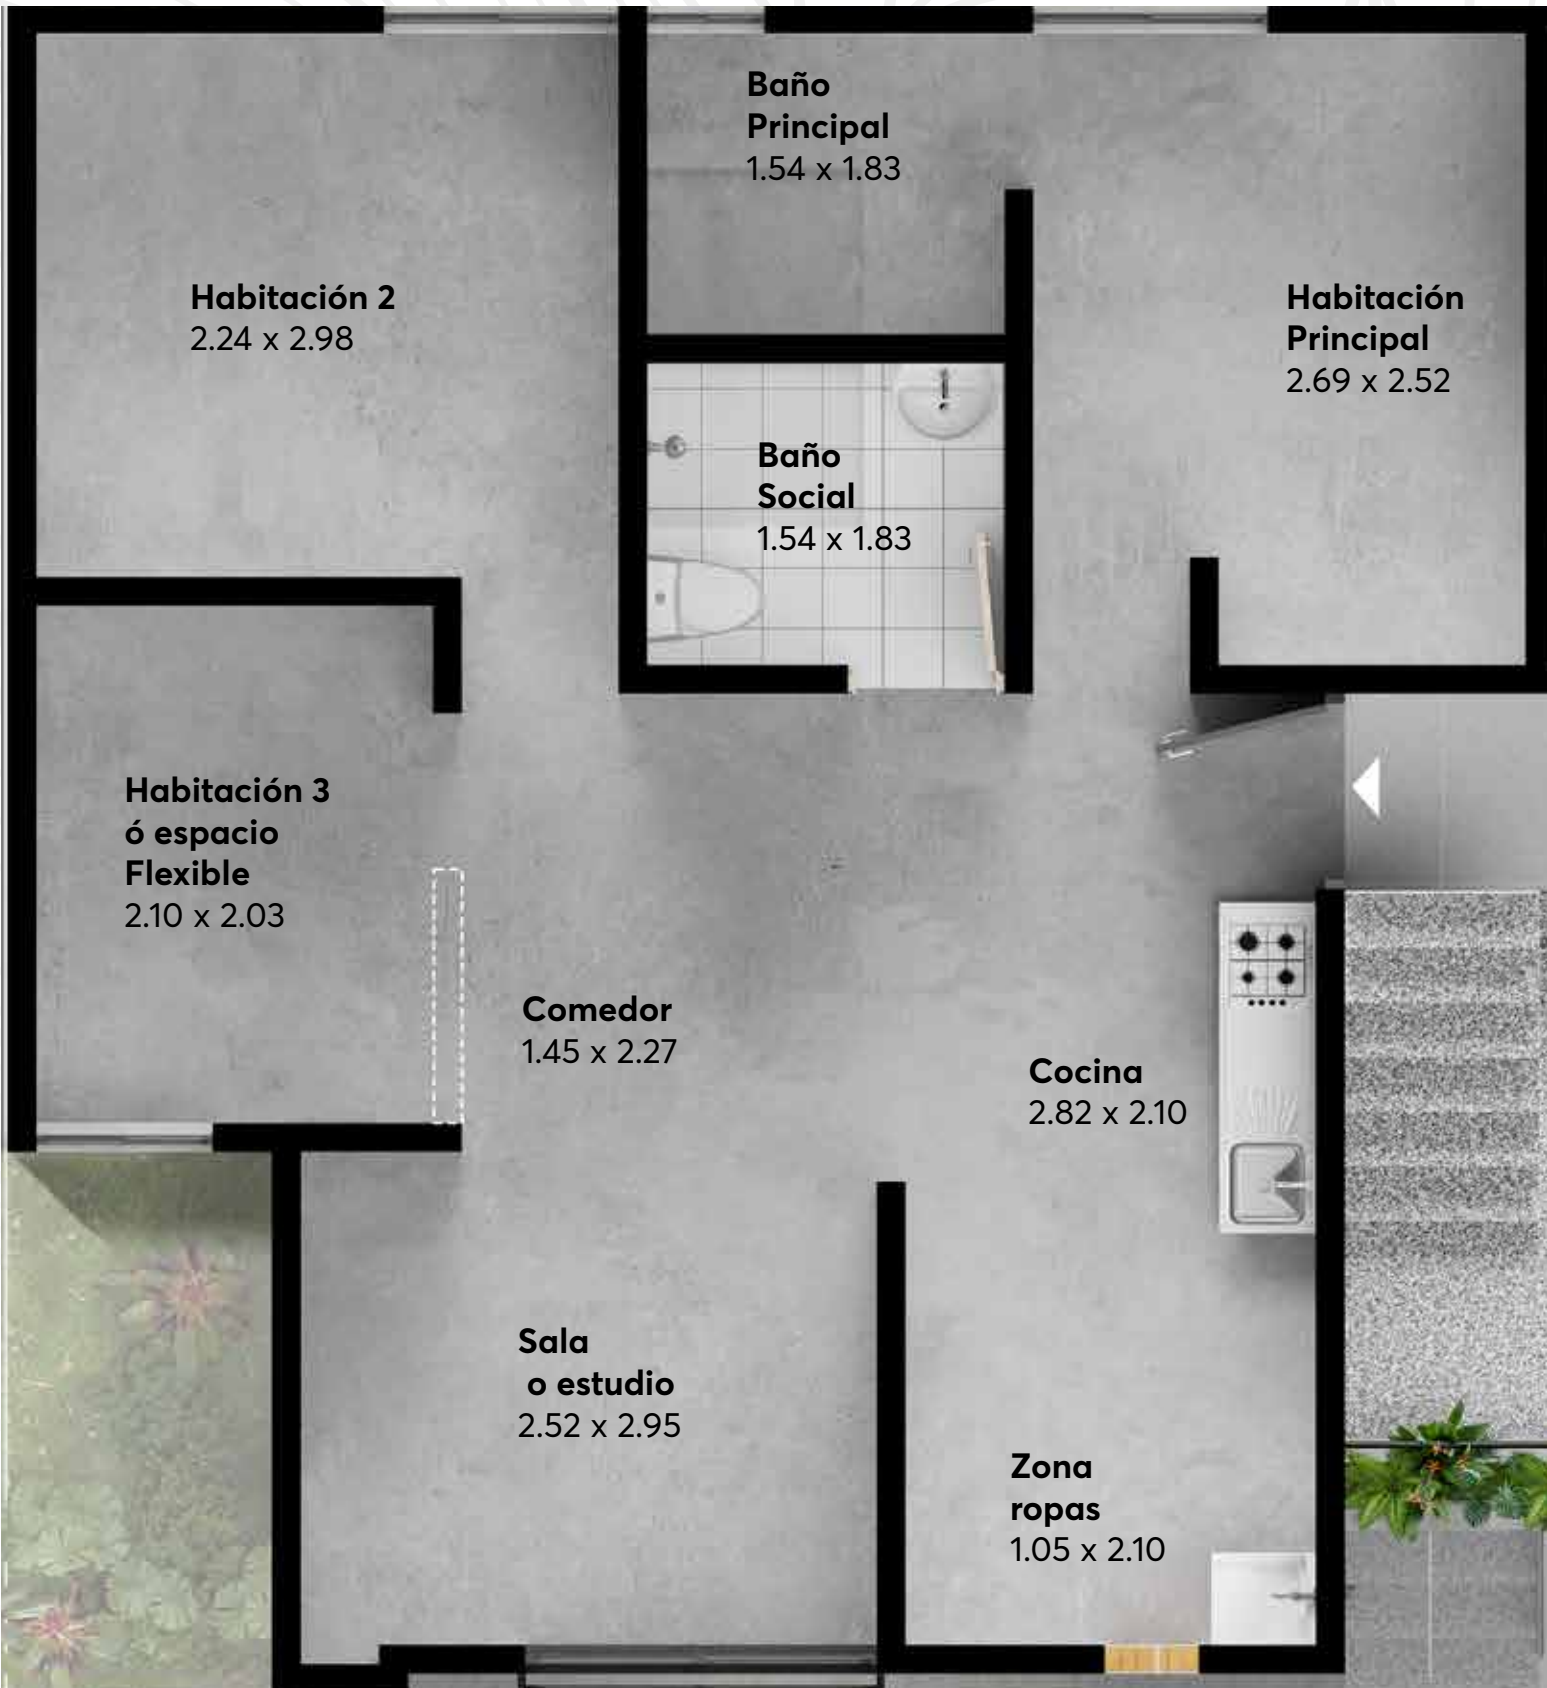 Baño
Principal
1.54 x 1.83
Habitación 2
2.24 x 2.98
Habitación
Principal
2.69 x 2.52
Baño
Social
1.54 x 1.83
Habitación 3
ó espacio
Flexible
2.10 x 2.03
Comedor
1.45 x 2.27
Cocina
2.82 x 2.10
Sala
o estudio
2.52 x 2.95
Zona
ropas
1.05 x 2.10